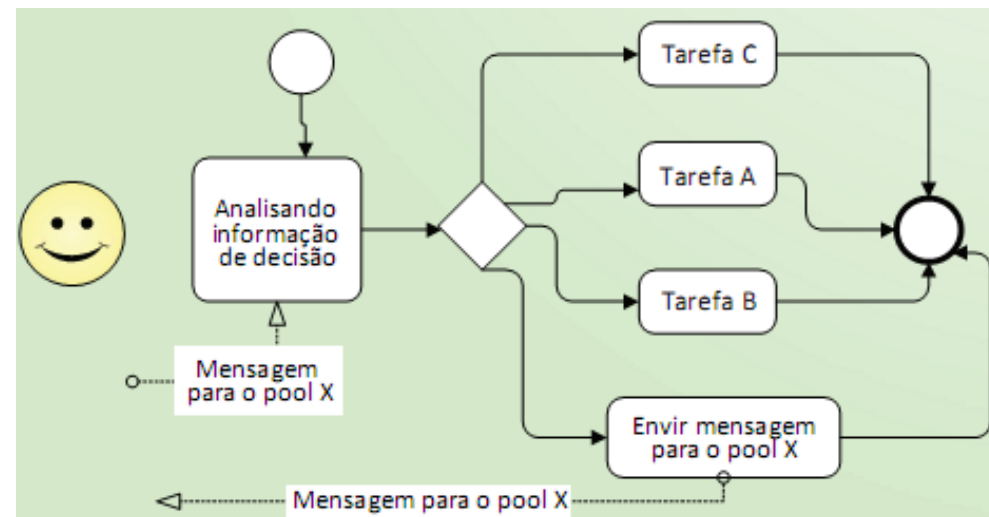 Tarefa C
Tarefa A
Analisando
informação
de decisão
Tarefa B
Mensagem
para o pool X
Envir mensagem
para o pool X
Mensagem para o pool X